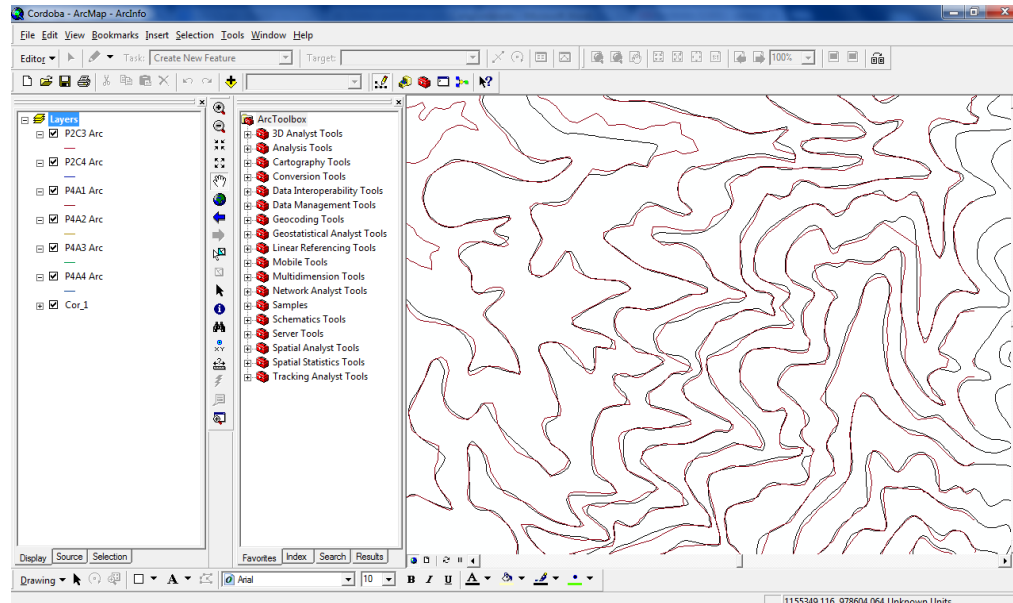 Cordoba - ArcMap - ArcInfo
File Edit View Bookmarks Insert Selection Tools Window Help
Editor Task: Create New Feature Target: 100%
Layers
P2C3 Arc
P2C4 Arc
P4A1 Arc
P4A2 Arc
P4A3 Arc
P4A4 Arc
Cor_1
ArcToolbox
3D Analyst Tools
Analysis Tools
Cartography Tools
Conversion Tools
Data Interoperability Tools
Data Management Tools
Geocoding Tools
Geostatistical Analyst Tools
Linear Referencing Tools
Mobile Tools
Multidimension Tools
Network Analyst Tools
Samples
Schematics Tools
Server Tools
Spatial Analyst Tools
Spatial Statistics Tools
Tracking Analyst Tools
Display Source Selection
Favorites Index Search Results
Drawing A Arial 10 B I U A
1155349,116 978604,064 Unknown Units